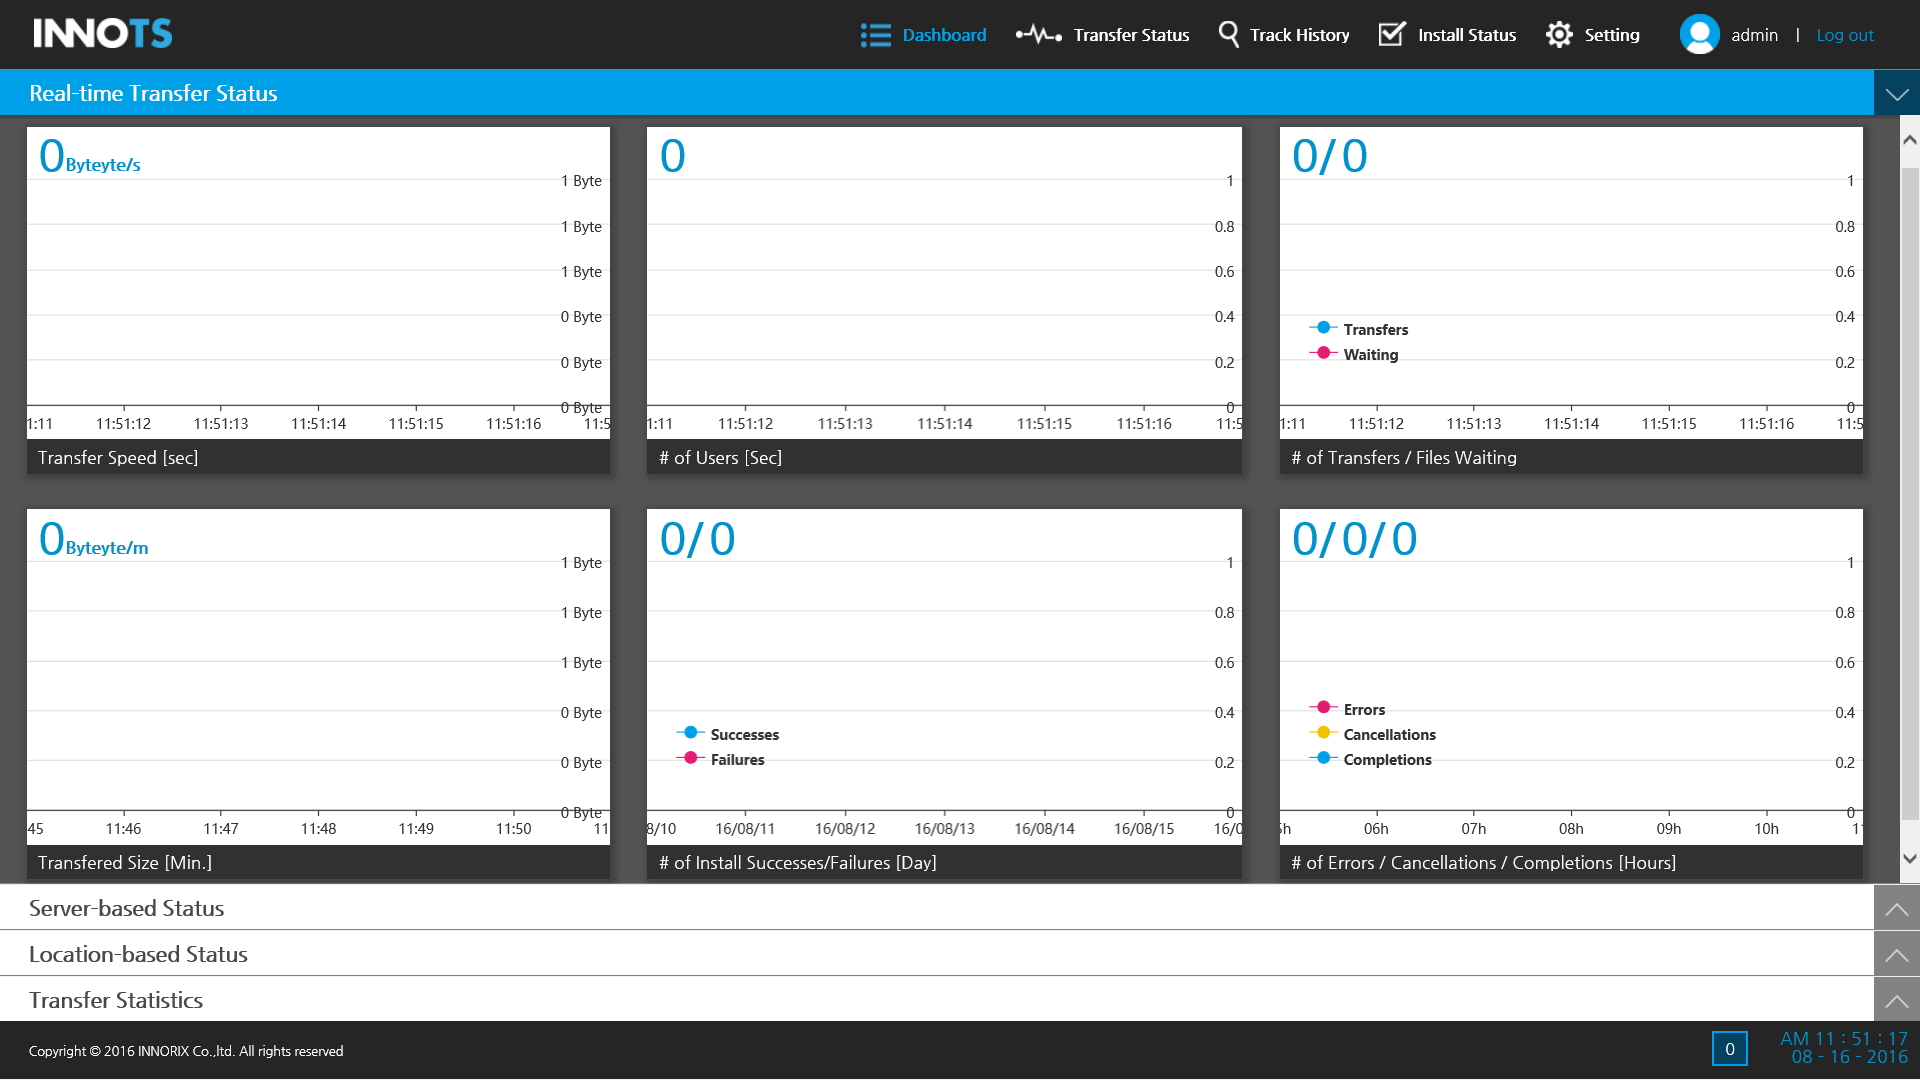 INNOTS
Dashboard
Transfer Status
Track History
Install Status
Setting
admin | Log out
Real-time Transfer Status
0Byteyte/s
1 Byte
1 Byte
1 Byte
0 Byte
0 Byte
0 Byte
1:11 11:51:12 11:51:13 11:51:14 11:51:15 11:51:16 11:5
Transfer Speed [sec]
0
1
0.8
0.6
0.4
0.2
0
1:11 11:51:12 11:51:13 11:51:14 11:51:15 11:51:16 11:5
# of Users [Sec]
0/0
1
0.8
0.6
0.4
0.2
0
Transfers
Waiting
1:11 11:51:12 11:51:13 11:51:14 11:51:15 11:51:16 11:5
# of Transfers / Files Waiting
0Byteyte/m
1 Byte
1 Byte
1 Byte
0 Byte
0 Byte
0 Byte
45 11:46 11:47 11:48 11:49 11:50 11
Transfered Size [Min.]
0/0
1
0.8
0.6
0.4
0.2
0
Successes
Failures
8/10 16/08/11 16/08/12 16/08/13 16/08/14 16/08/15 16/0
# of Install Successes/Failures [Day]
0/0/0
1
0.8
0.6
0.4
0.2
0
Errors
Cancellations
Completions
5h 06h 07h 08h 09h 10h 11
# of Errors / Cancellations / Completions [Hours]
Server-based Status
Location-based Status
Transfer Statistics
Copyright © 2016 INNORIX Co.,ltd. All rights reserved
0
AM 11 : 51 : 17
08 - 16 - 2016